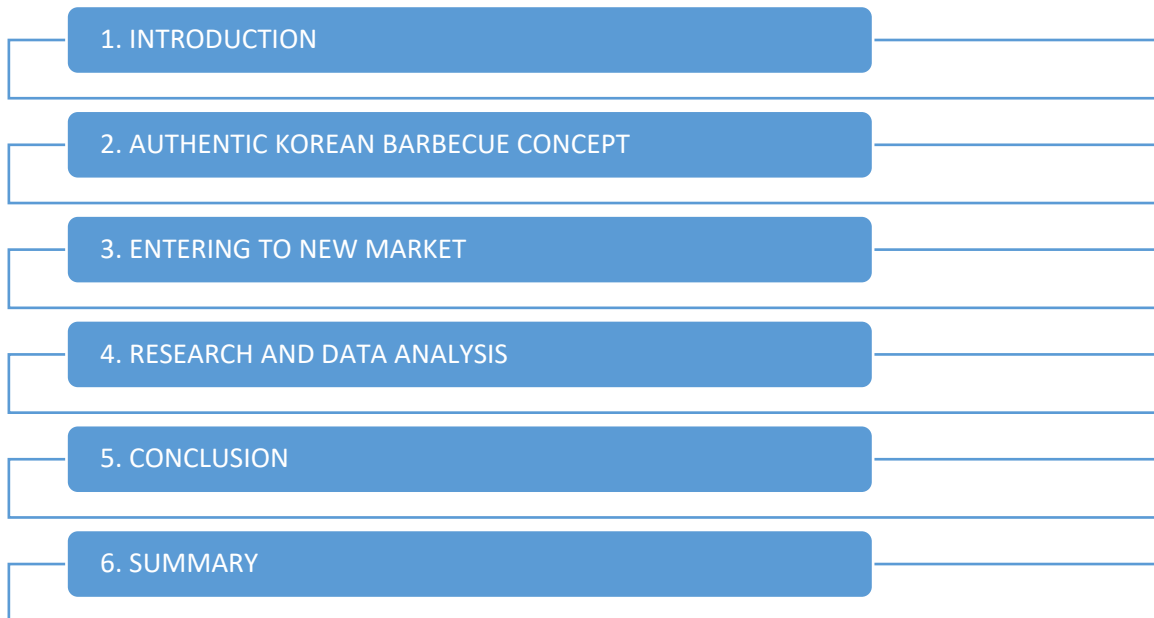 1. INTRODUCTION
2. AUTHENTIC KOREAN BARBECUE CONCEPT
3. ENTERING TO NEW MARKET
4. RESEARCH AND DATA ANALYSIS
5. CONCLUSION
6. SUMMARY